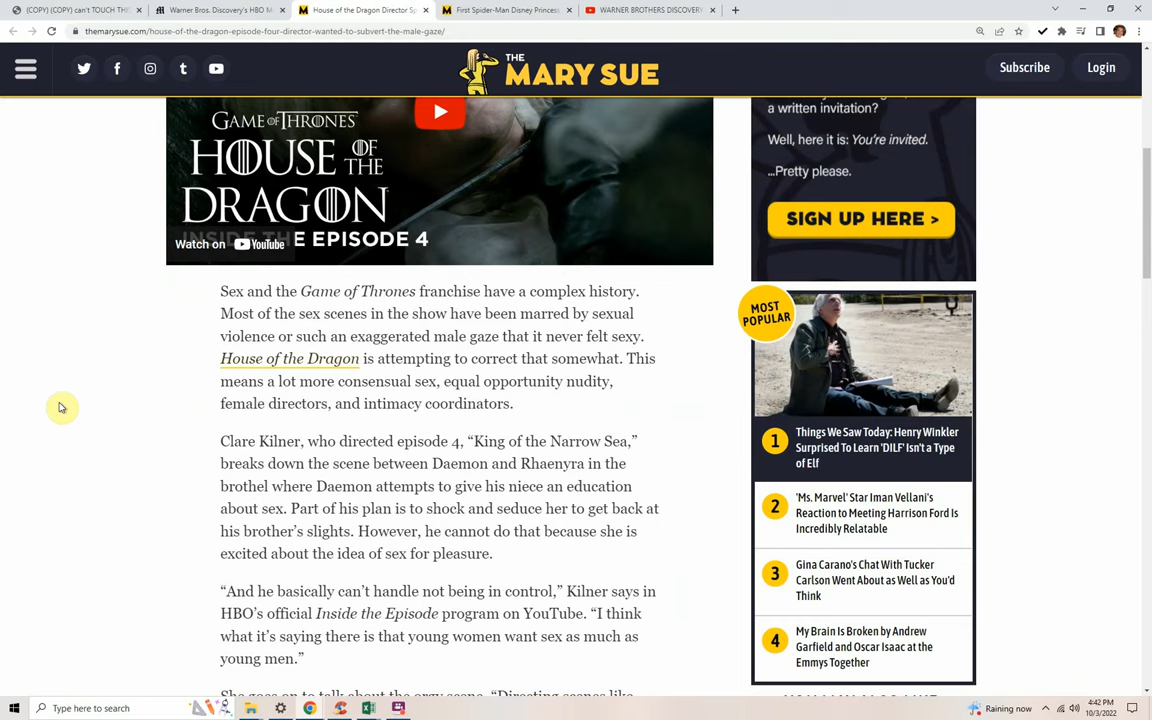 (COPY) (COPY) can't TOUCH THIS
Warner Bros. Discovery's HBO M
House of the Dragon Director Sp
First Spider-Man Disney Princess
WARNER BROTHERS DISCOVERY
themarysue.com/house-of-the-dragon-episode-four-director-wanted-to-subvert-the-male-gaze/
THE
MARY SUE
Subscribe
Login
GAME OF THRONES
HOUSE OF THE
DRAGON
INSIDE THE EPISODE 4
Watch on YouTube
Sex and the Game of Thrones franchise have a complex history.
Most of the sex scenes in the show have been marred by sexual
violence or such an exaggerated male gaze that it never felt sexy.
House of the Dragon is attempting to correct that somewhat. This
means a lot more consensual sex, equal opportunity nudity,
female directors, and intimacy coordinators.
Clare Kilner, who directed episode 4, “King of the Narrow Sea,”
breaks down the scene between Daemon and Rhaenyra in the
brothel where Daemon attempts to give his niece an education
about sex. Part of his plan is to shock and seduce her to get back at
his brother’s slights. However, he cannot do that because she is
excited about the idea of sex for pleasure.
“And he basically can’t handle not being in control,” Kilner says in
HBO’s official Inside the Episode program on YouTube. “I think
what it’s saying there is that young women want sex as much as
young men.”
She goes on to talk about the orgy scene. “Directing scenes like
a written invitation?
Well, here it is: You're invited.
...Pretty please.
SIGN UP HERE >
MOST
POPULAR
1
Things We Saw Today: Henry Winkler
Surprised To Learn 'DILF' Isn't a Type
of Elf
2
'Ms. Marvel' Star Iman Vellani's
Reaction to Meeting Harrison Ford Is
Incredibly Relatable
3
Gina Carano's Chat With Tucker
Carlson Went About as Well as You'd
Think
4
My Brain Is Broken by Andrew
Garfield and Oscar Isaac at the
Emmys Together
Type here to search
Raining now
4:42 PM
10/3/2022